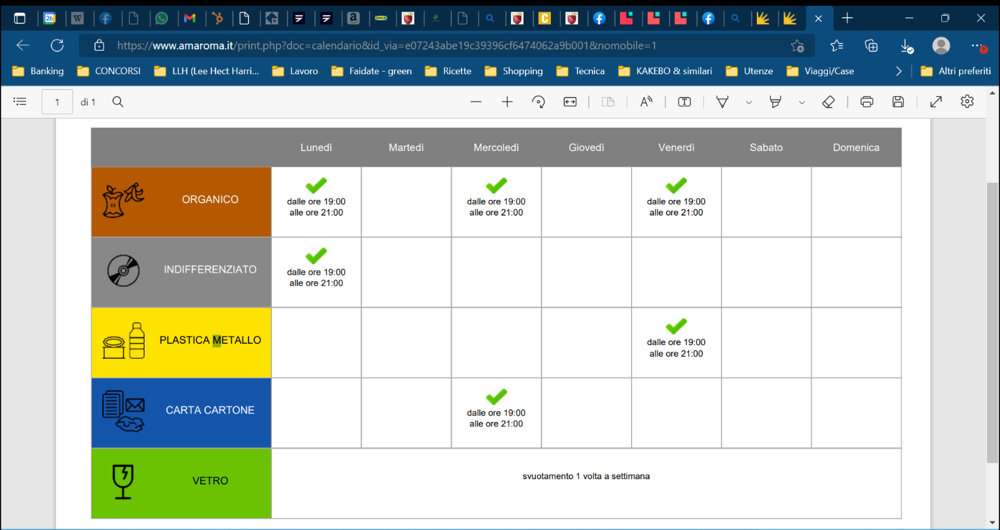 26
W
a
IKEA
C
https://www.amaroma.it/print.php?doc=calendario&id_via=e07243abe19c39396cf6474062a9b001&nomobile=1
Banking CONCORSI LLH (Lee Hect Harri... Lavoro Faidate - green Ricette Shopping Tecnica KAKEBO & similari Utenze Viaggi/Case Altri preferiti
1 di 1
Lunedì Martedì Mercoledì Giovedì Venerdì Sabato Domenica
ORGANICO
dalle ore 19:00
alle ore 21:00
dalle ore 19:00
alle ore 21:00
dalle ore 19:00
alle ore 21:00
INDIFFERENZIATO
dalle ore 19:00
alle ore 21:00
PLASTICA METALLO
dalle ore 19:00
alle ore 21:00
CARTA CARTONE
dalle ore 19:00
alle ore 21:00
VETRO
svuotamento 1 volta a settimana